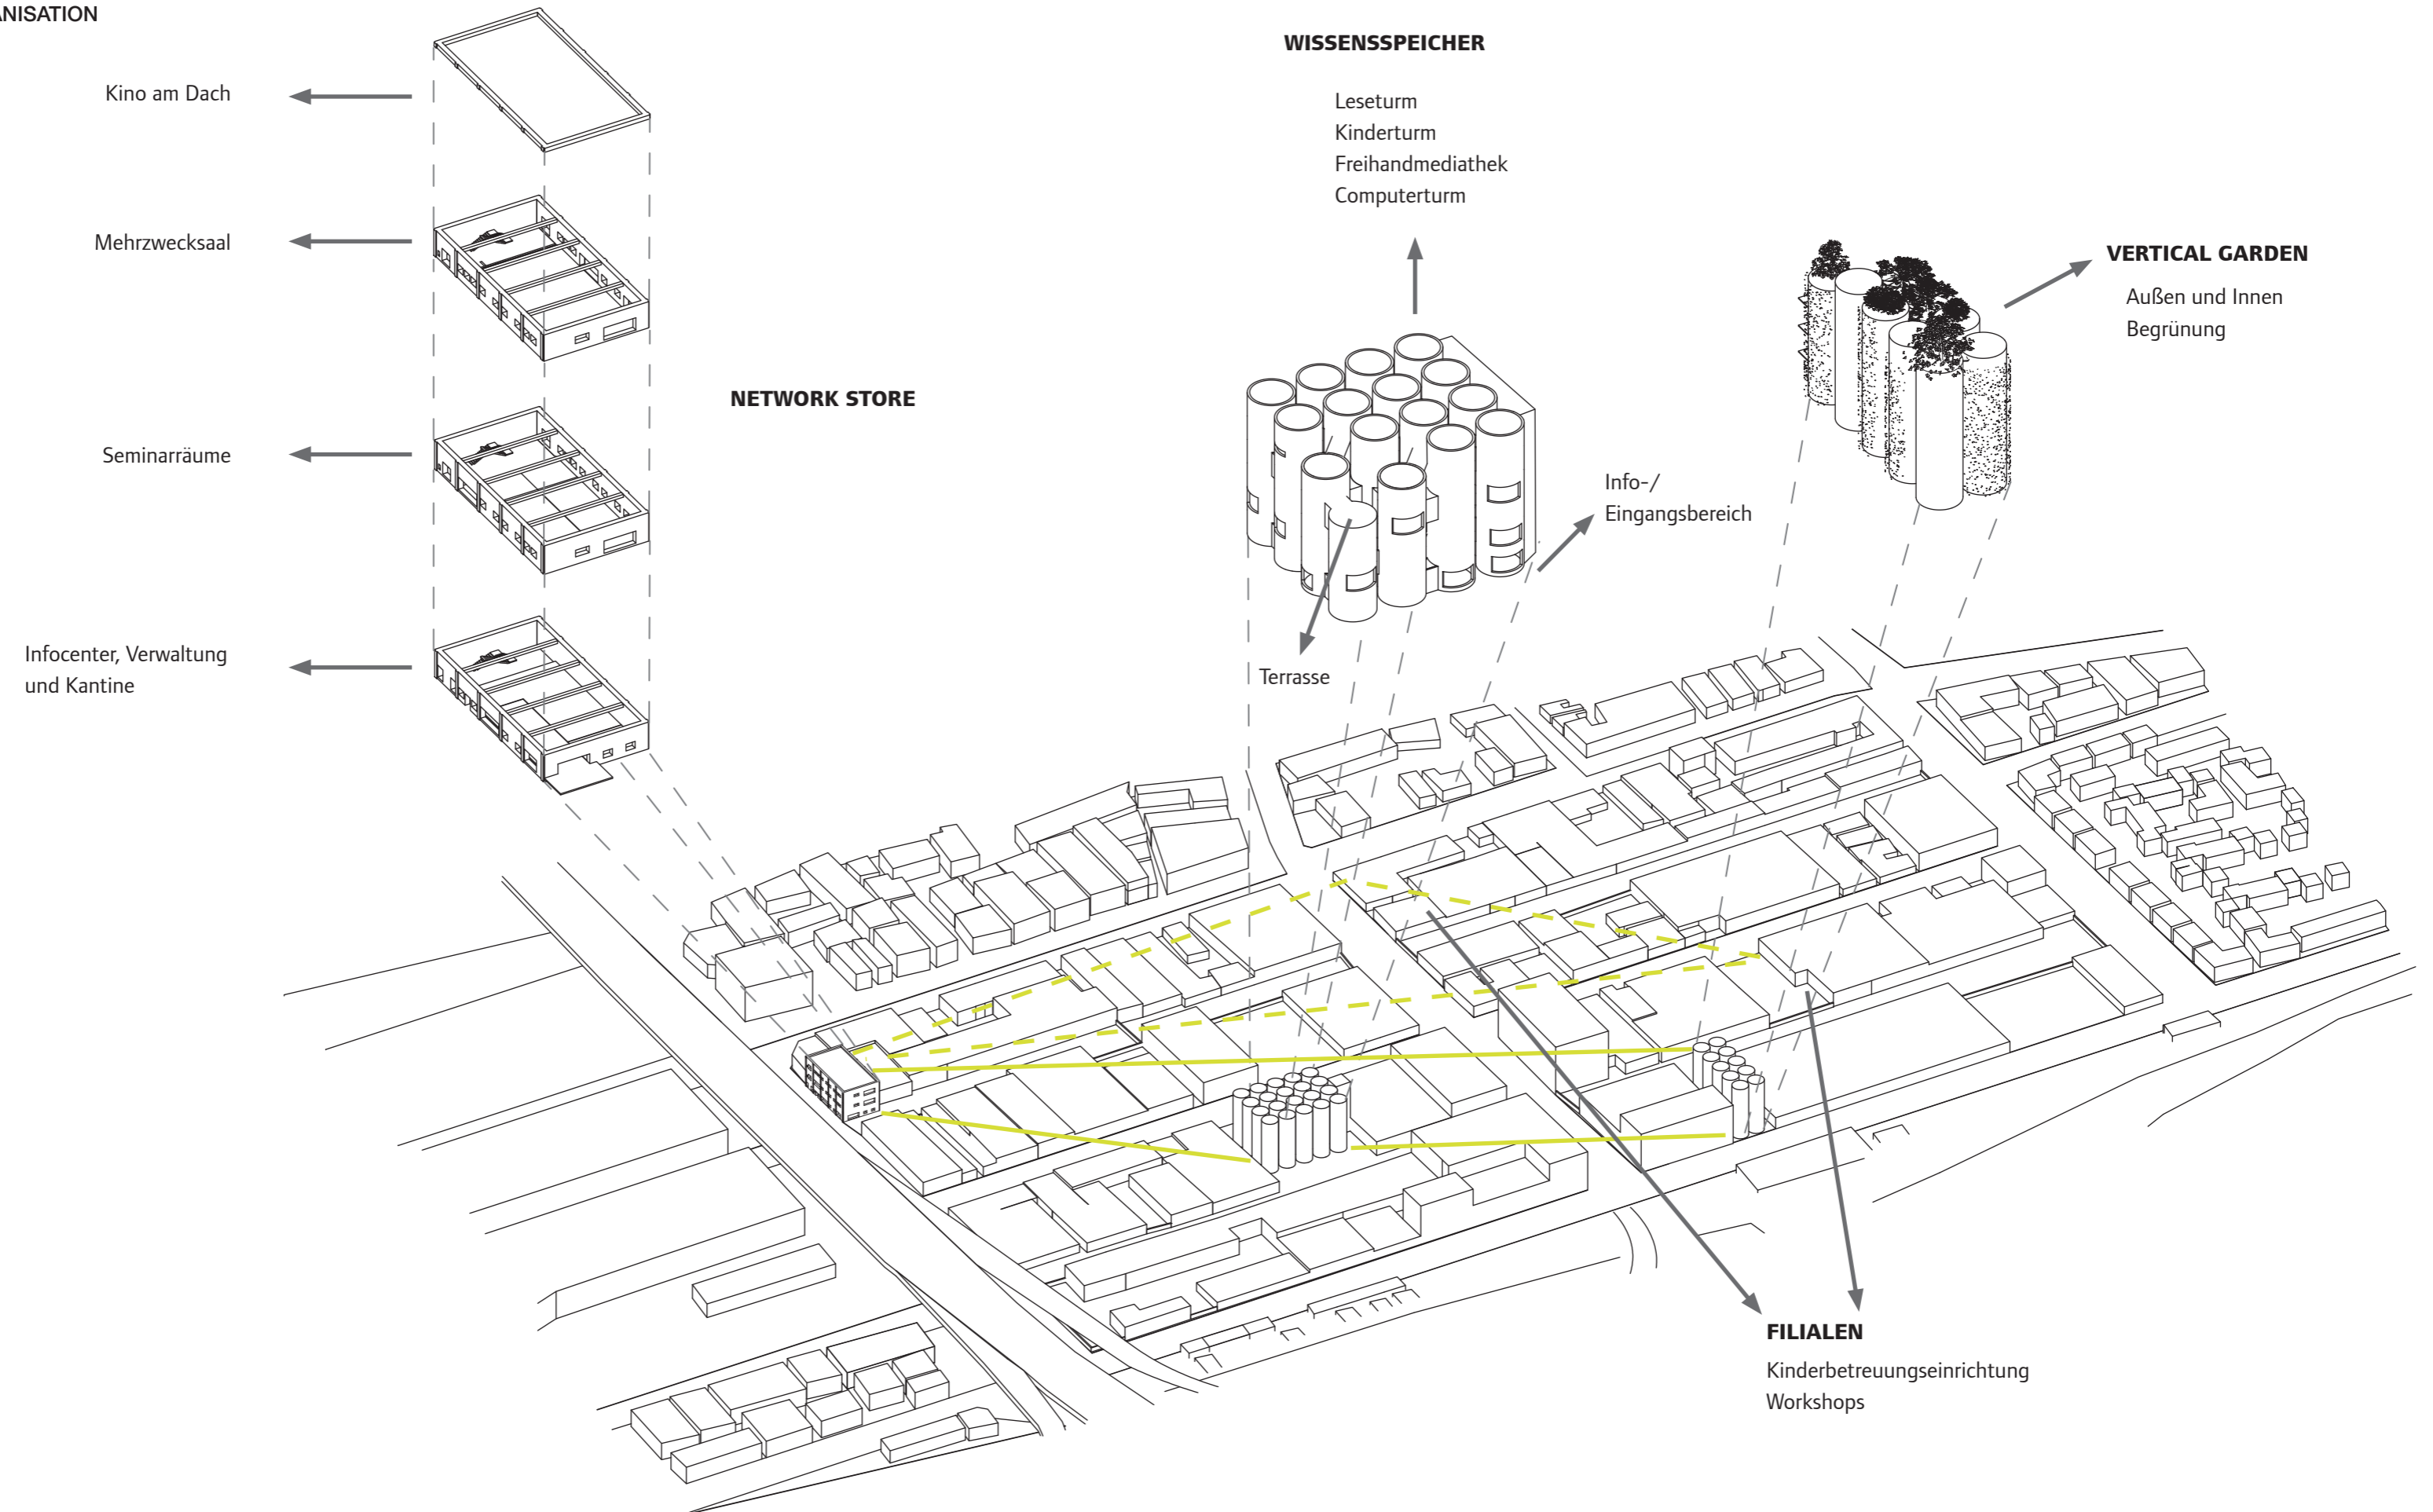 ANISATION
Kino am Dach
Mehrzwecksaal
Seminarräume
Infocenter, Verwaltung
und Kantine
NETWORK STORE
WISSENSSPEICHER
Leseturm
Kinderturm
Freihandmediathek
Computerturm
Info-/
Eingangsbereich
Terrasse
VERTICAL GARDEN
Außen und Innen
Begrünung
FILIALEN
Kinderbetreuungseinrichtung
Workshops